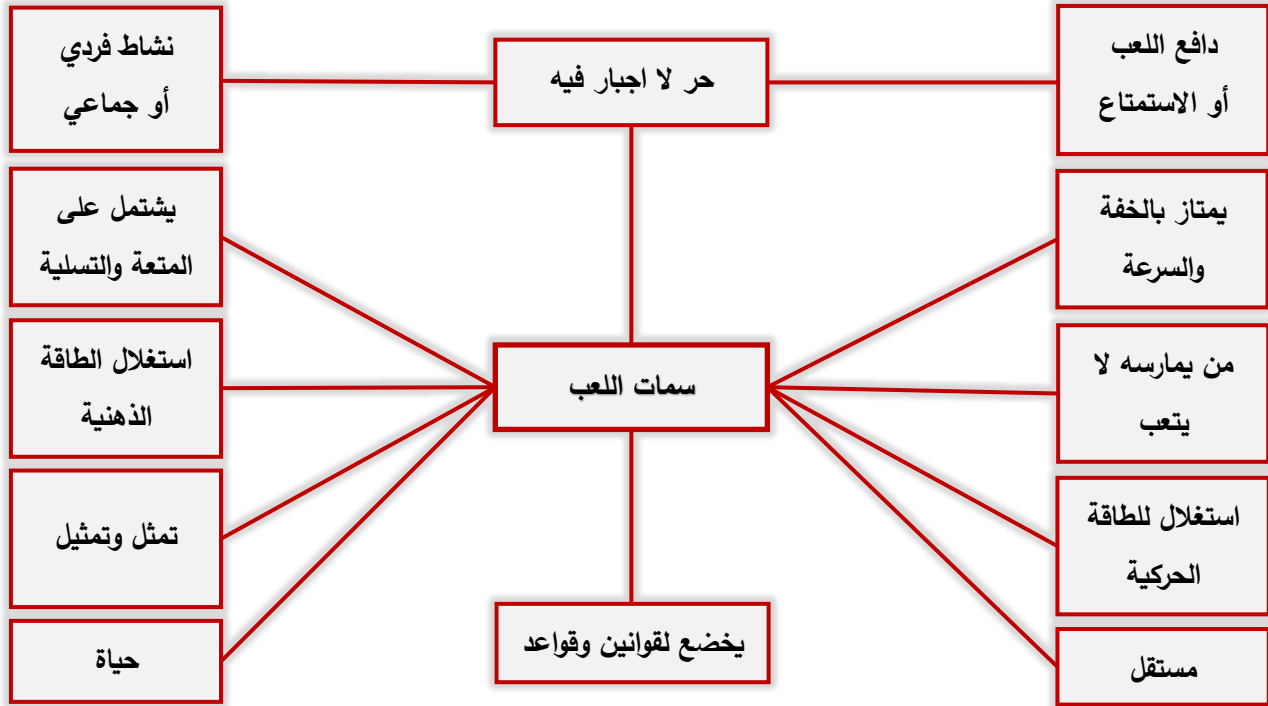 دافع اللعب
أو الاستمتاع
حر لا اجبار فيه
نشاط فردي
أو جماعي
يمتاز بالخفة
والسرعة
يشتمل على
المتعة والتسلية
من يمارسه لا
يتعب
سمات اللعب
استغلال الطاقة
الذهنية
استغلال للطاقة
الحركية
تمثل وتمثيل
مستقل
يخضع لقوانين وقواعد
حياة